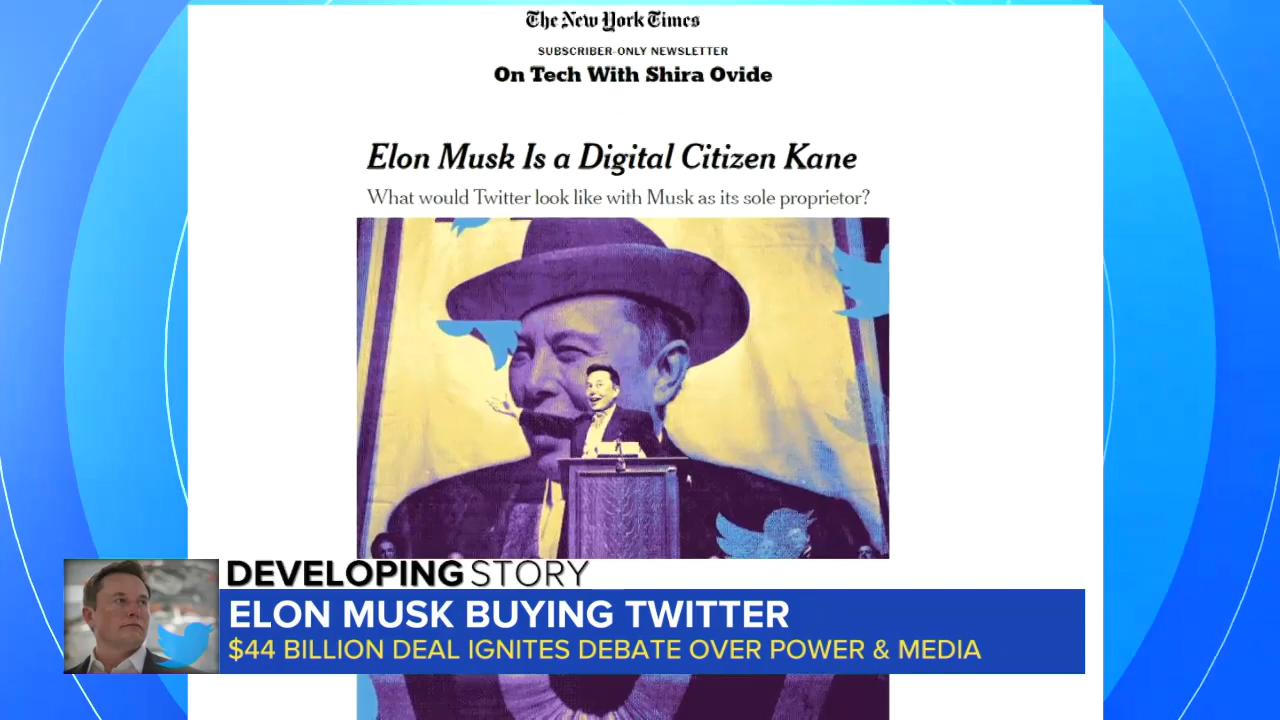 The New York Times
SUBSCRIBER-ONLY NEWSLETTER
On Tech With Shira Ovide
Elon Musk Is a Digital Citizen Kane
What would Twitter look like with Musk as its sole proprietor?
DEVELOPING STORY
ELON MUSK BUYING TWITTER
$44 BILLION DEAL IGNITES DEBATE OVER POWER & MEDIA